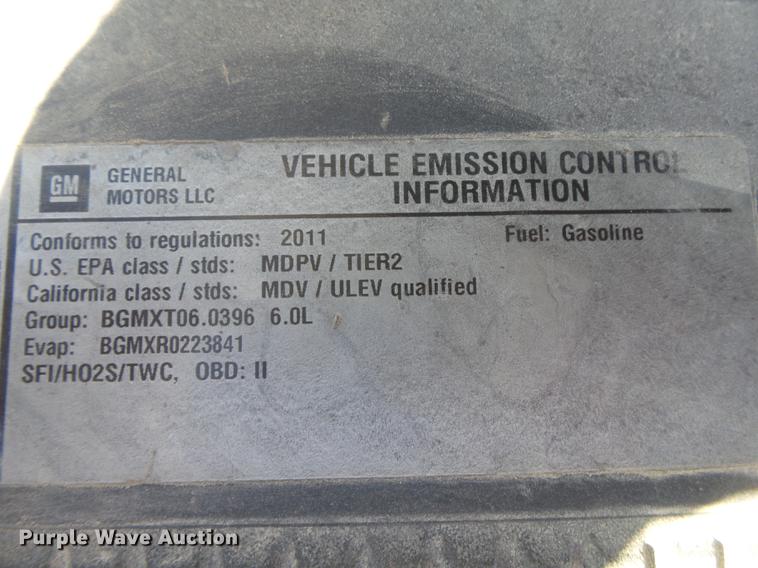 GM
GENERAL
MOTORS LLC
VEHICLE EMISSION CONTROL
INFORMATION
Conforms to regulations: 2011
Fuel: Gasoline
U.S. EPA class / stds: MDPV / TIER2
California class / stds: MDV / ULEV qualified
Group: BGMXT06.0396 6.0L
Evap: BGMXR0223841
SFI/HO2S/TWC, OBD: II
Purple Wave Auction